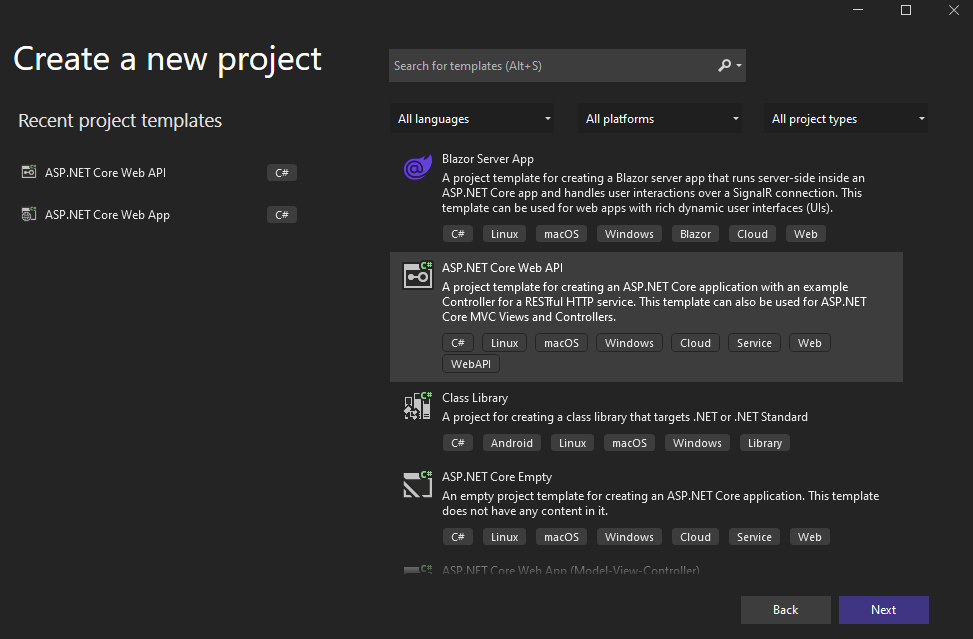 Create a new project
Search for templates (Alt+S)
Recent project templates
All languages
All platforms
All project types
ASP.NET Core Web API
C#
ASP.NET Core Web App
C#
Blazor Server App
A project template for creating a Blazor server app that runs server-side inside an
ASP.NET Core app and handles user interactions over a SignalR connection. This
template can be used for web apps with rich dynamic user interfaces (UIs).
C# Linux macOS Windows Blazor Cloud Web
C#
ASP.NET Core Web API
A project template for creating an ASP.NET Core application with an example
Controller for a RESTful HTTP service. This template can also be used for ASP.NET
Core MVC Views and Controllers.
C# Linux macOS Windows Cloud Service Web
WebAPI
C#
Class Library
A project for creating a class library that targets .NET or .NET Standard
C# Android Linux macOS Windows Library
C#
ASP.NET Core Empty
An empty project template for creating an ASP.NET Core application. This template
does not have any content in it.
C# Linux macOS Windows Cloud Service Web
C#
ASP.NET Core Web App (Model-View-Controller)
Back
Next